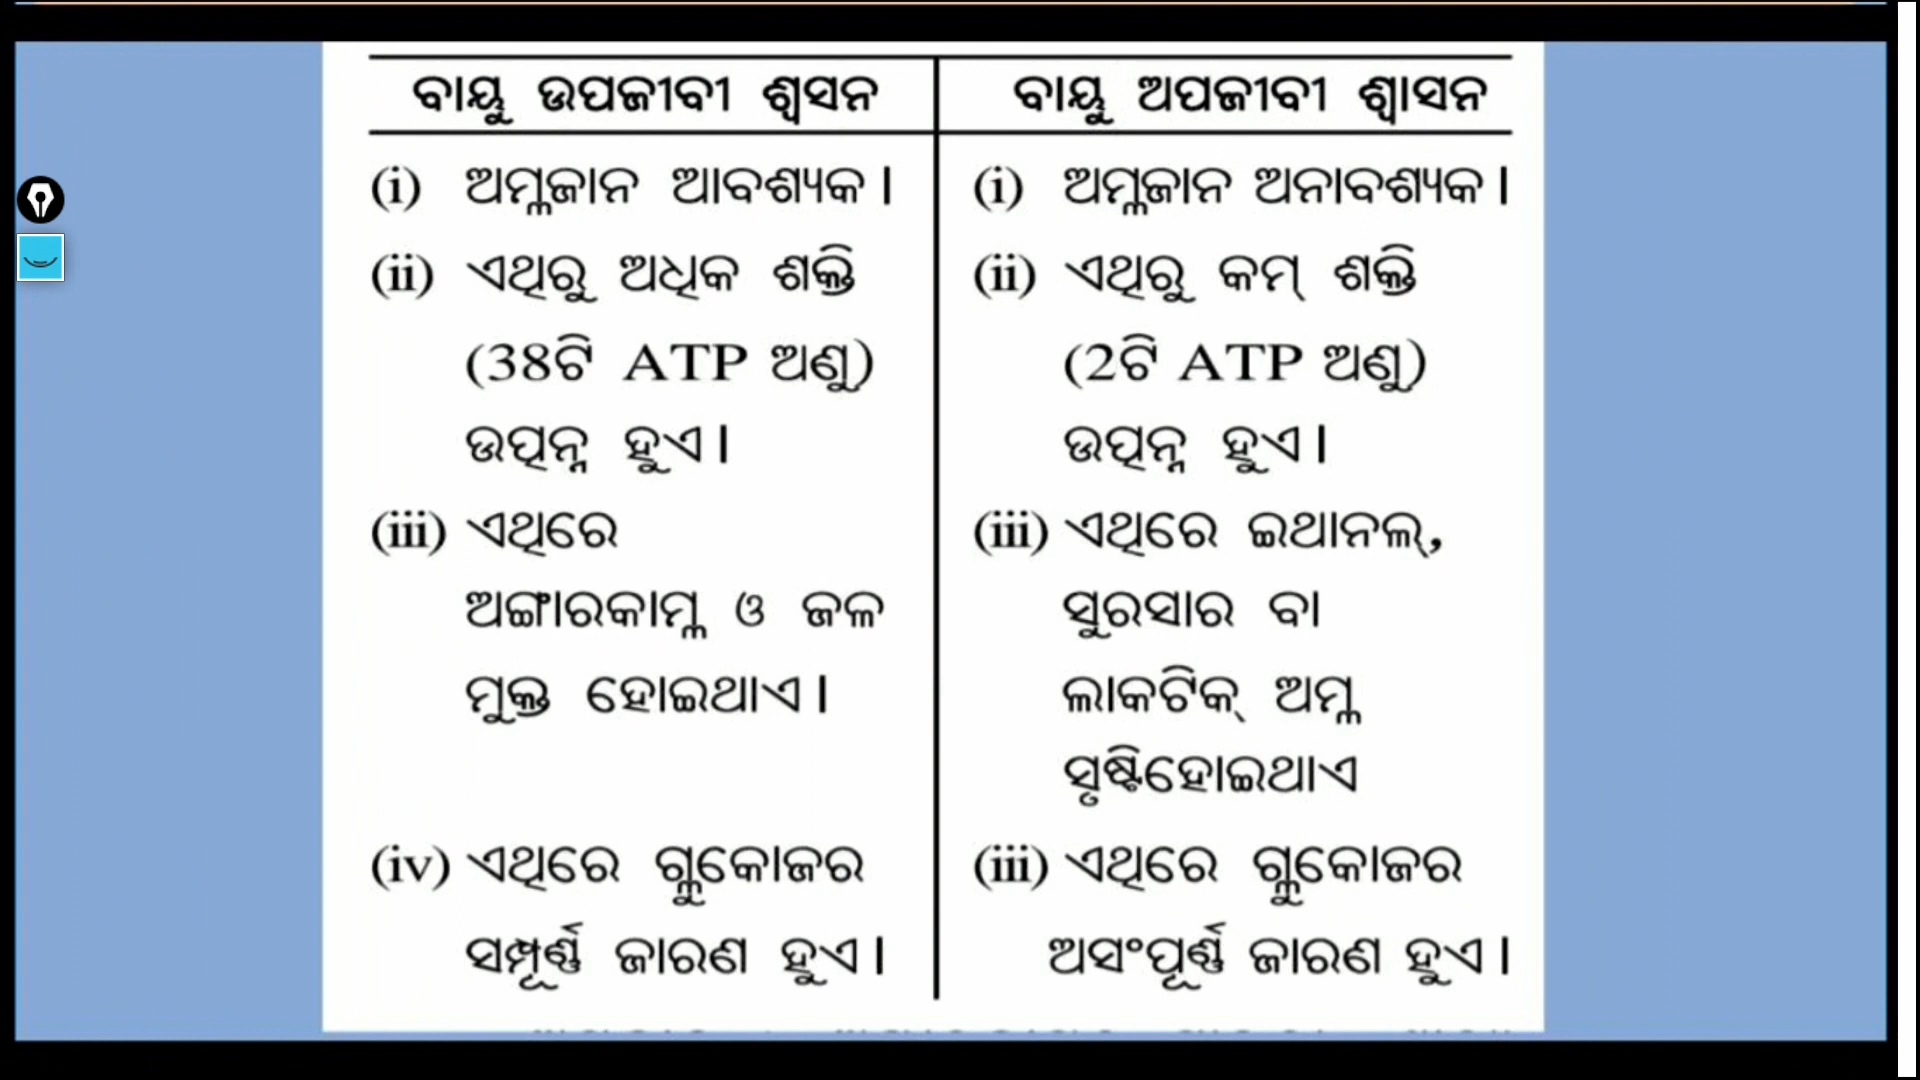 ବାୟୁ ଉପଜୀବୀ ଶ୍ୱସନ
(i) ଅମ୍ଳଜାନ ଆବଶ୍ୟକ।
(ii) ଏଥିରୁ ଅଧିକ ଶକ୍ତି
(38ଟି ATP ଅଣୁ)
ଉତ୍ପନ୍ନ ହୁଏ।
(iii) ଏଥିରେ
ଅଙ୍ଗାରକାମ୍ଳ ଓ ଜଳ
ମୁକ୍ତ ହୋଇଥାଏ।
(iv) ଏଥିରେ ଗ୍ଲୁକୋଜର
ସମ୍ପୂର୍ଣ୍ଣ ଜାରଣ ହୁଏ।
ବାୟୁ ଅପଜୀବୀ ଶ୍ୱାସନ
(i) ଅମ୍ଳଜାନ ଅନାବଶ୍ୟକ।
(ii) ଏଥିରୁ କମ୍ ଶକ୍ତି
(2ଟି ATP ଅଣୁ)
ଉତ୍ପନ୍ନ ହୁଏ।
(iii) ଏଥିରେ ଇଥାନଲ୍,
ସୁରସାର ବା
ଲାକଟିକ୍ ଅମ୍ଳ
ସୃଷ୍ଟିହୋଇଥାଏ
(iii) ଏଥିରେ ଗ୍ଲୁକୋଜର
ଅସଂପୂର୍ଣ୍ଣ ଜାରଣ ହୁଏ।